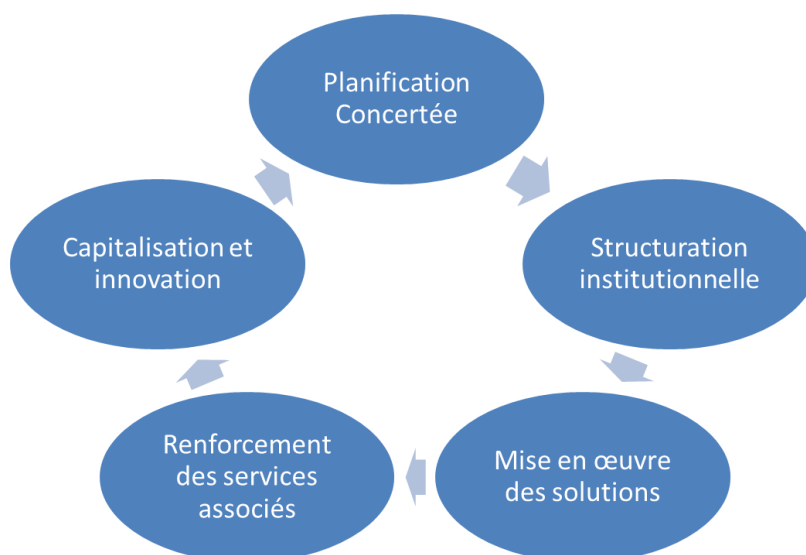 Planification
Concertée
Structuration
institutionnelle
Mise en œuvre
des solutions
Renforcement
des services
associés
Capitalisation et
innovation